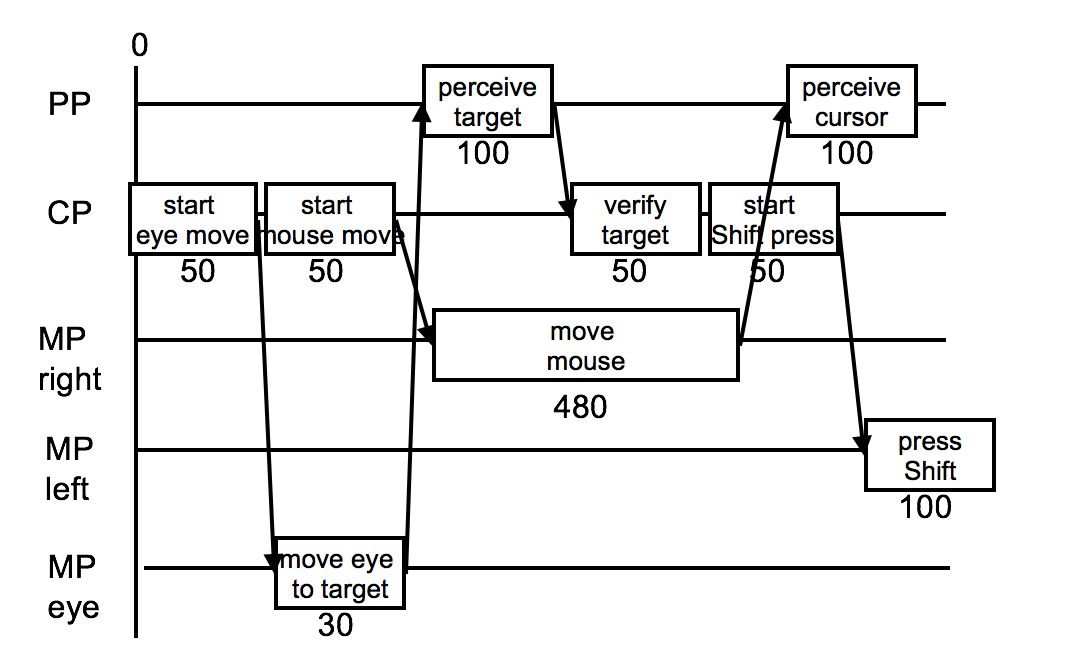 0
PP
perceive
target
100
perceive
cursor
100
CP
start
eye move
50
start
mouse move
50
verify
target
50
start
Shift press
50
MP
right
move
mouse
480
MP
left
press
Shift
100
MP
eye
move eye
to target
30